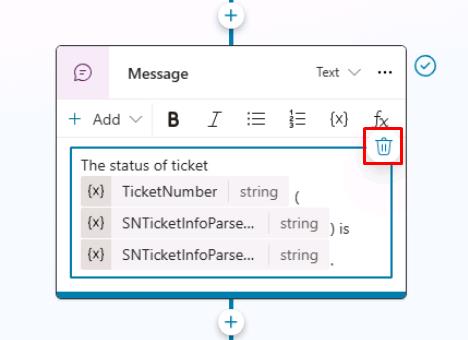 Message Text
Add B I {x} fx
The status of ticket
{x} TicketNumber string (
{x} SNTicketInfoParse... string ) is
{x} SNTicketInfoParse... string .